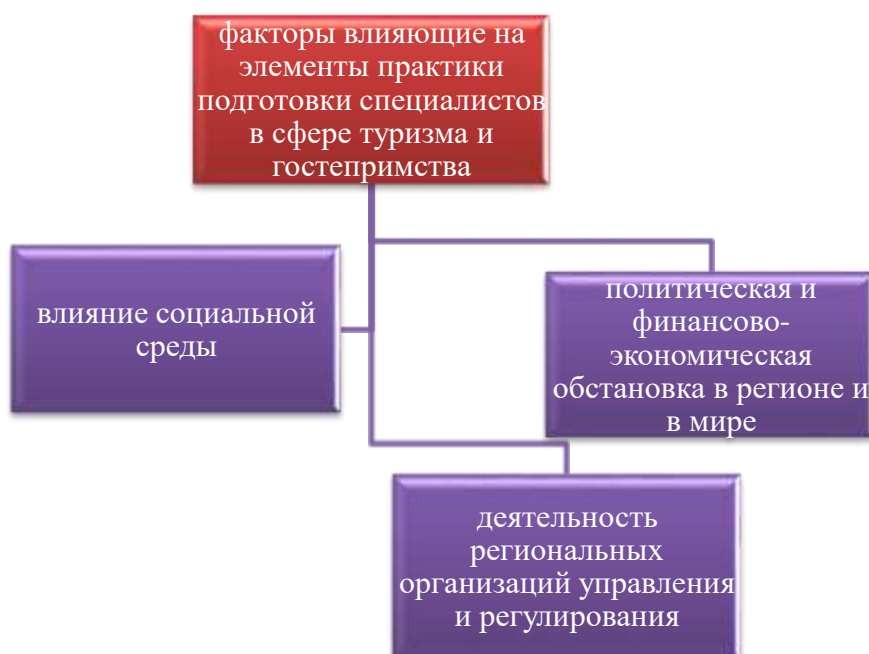 факторы влияющие на
элементы практики
подготовки специалистов
в сфере туризма и
гостепримства
влияние социальной
среды
политическая и
финансово-
экономическая
обстановка в регионе и
в мире
деятельность
региональных
организаций управления
и регулирования